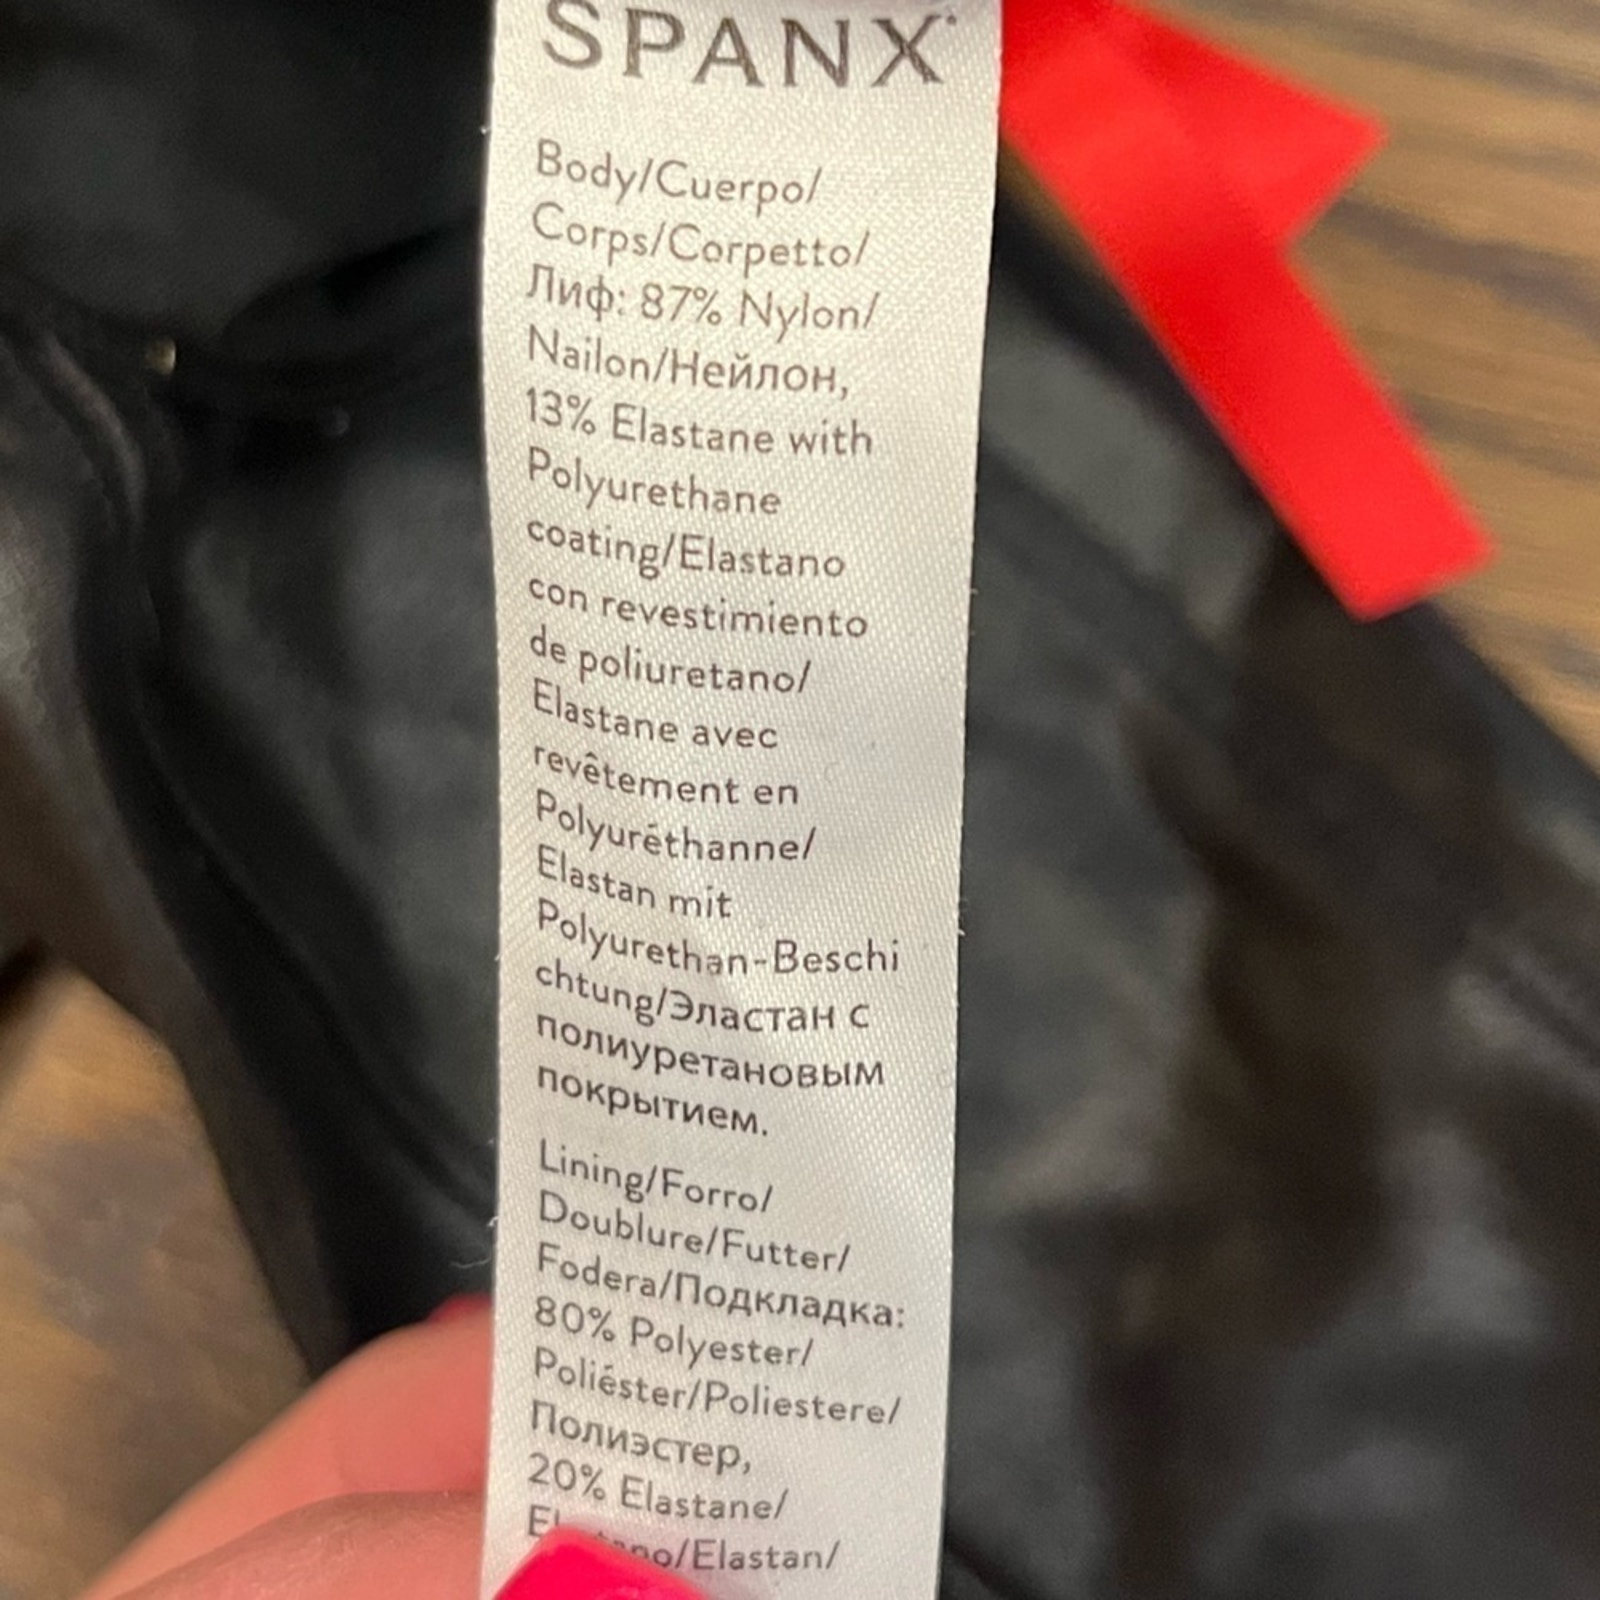 SPANX
Body/Cuerpo/
Corps/Corpetto/
Лиф: 87% Nylon/
Nailon/Нейлон,
13% Elastane with
Polyurethane
coating/Elastano
con revestimiento
de poliuretano/
Elastane avec
revêtement en
Polyuréthanne/
Elastan mit
Polyurethan-Beschi
chtung/Эластан с
полиуретановым
покрытием.
Lining/Forro/
Doublure/Futter/
Fodera/Подкладка:
80% Polyester/
Poliéster/Poliestere/
Полиэстер,
20% Elastane/
/Elastan/